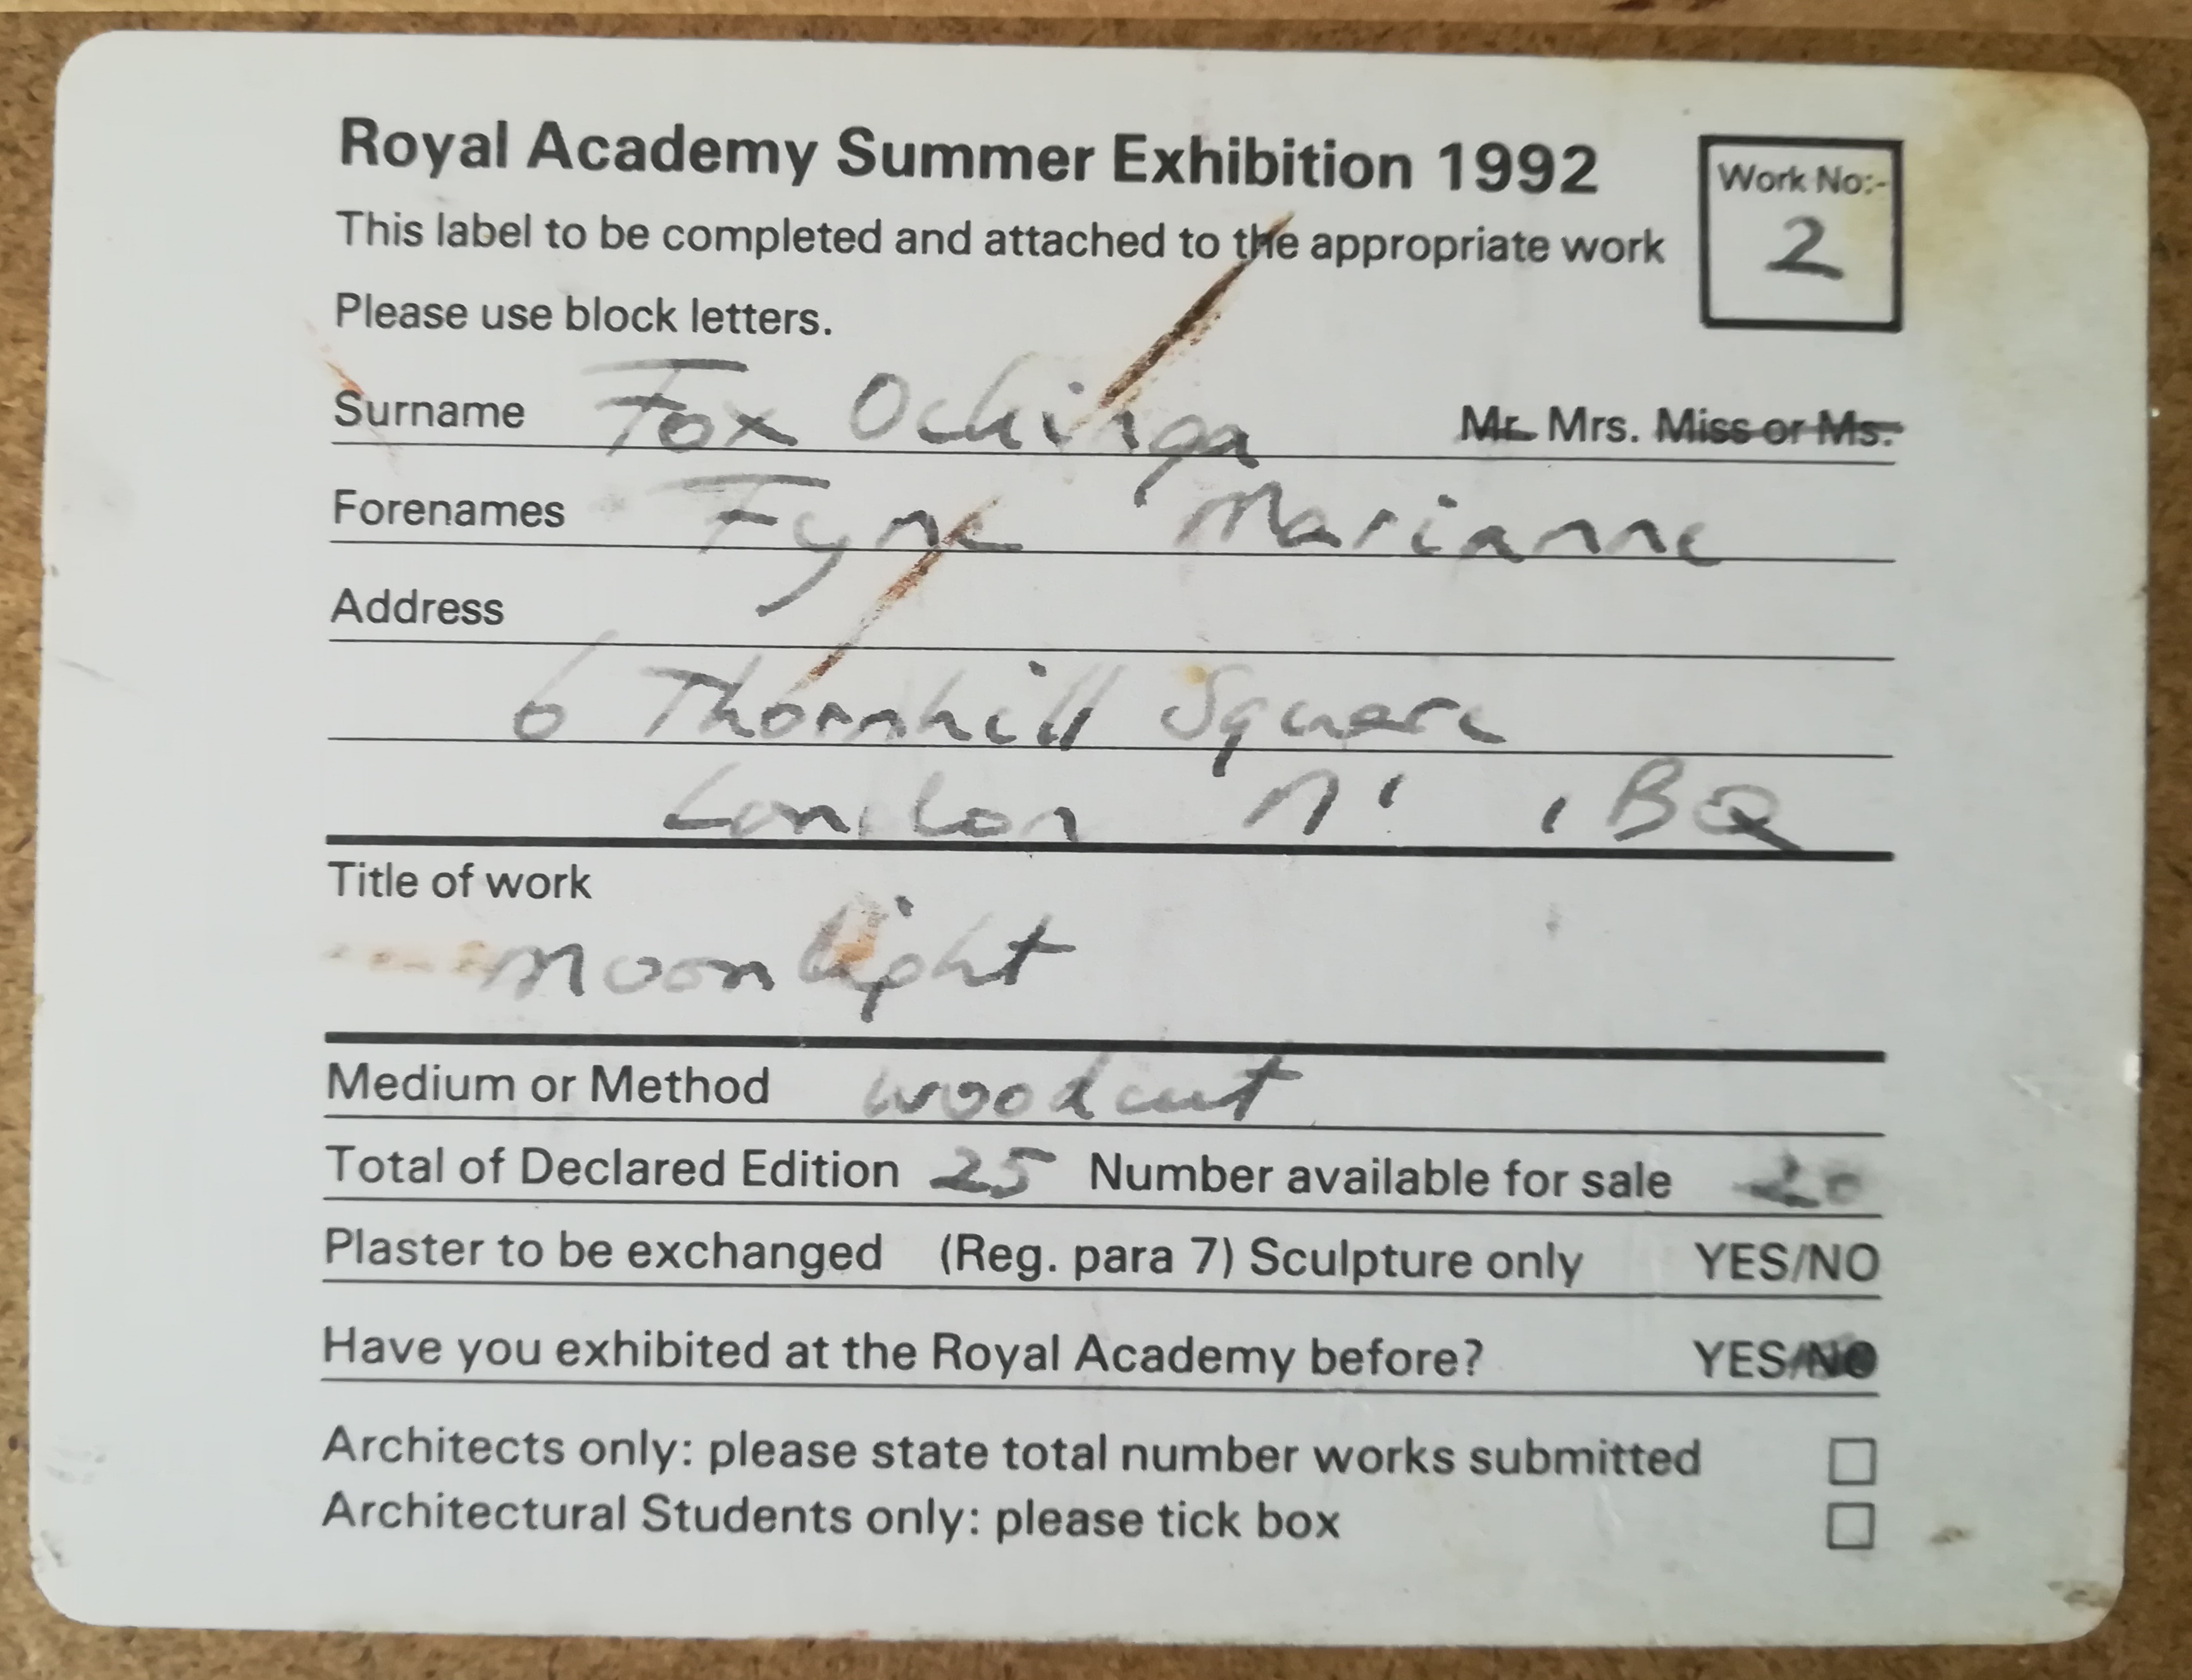 Royal Academy Summer Exhibition 1992
Work No:-
2
This label to be completed and attached to the appropriate work
Please use block letters.
Surname Fox Ochinga Mr. Mrs. Miss or Ms.
Forenames Fyne Marianne
Address
6 Thornhill Square
London N1 1BQ
Title of work
Moonlight
Medium or Method woodcut
Total of Declared Edition 25 Number available for sale 20
Plaster to be exchanged (Reg. para 7) Sculpture only YES/NO
Have you exhibited at the Royal Academy before? YES/NO
Architects only: please state total number works submitted
Architectural Students only: please tick box